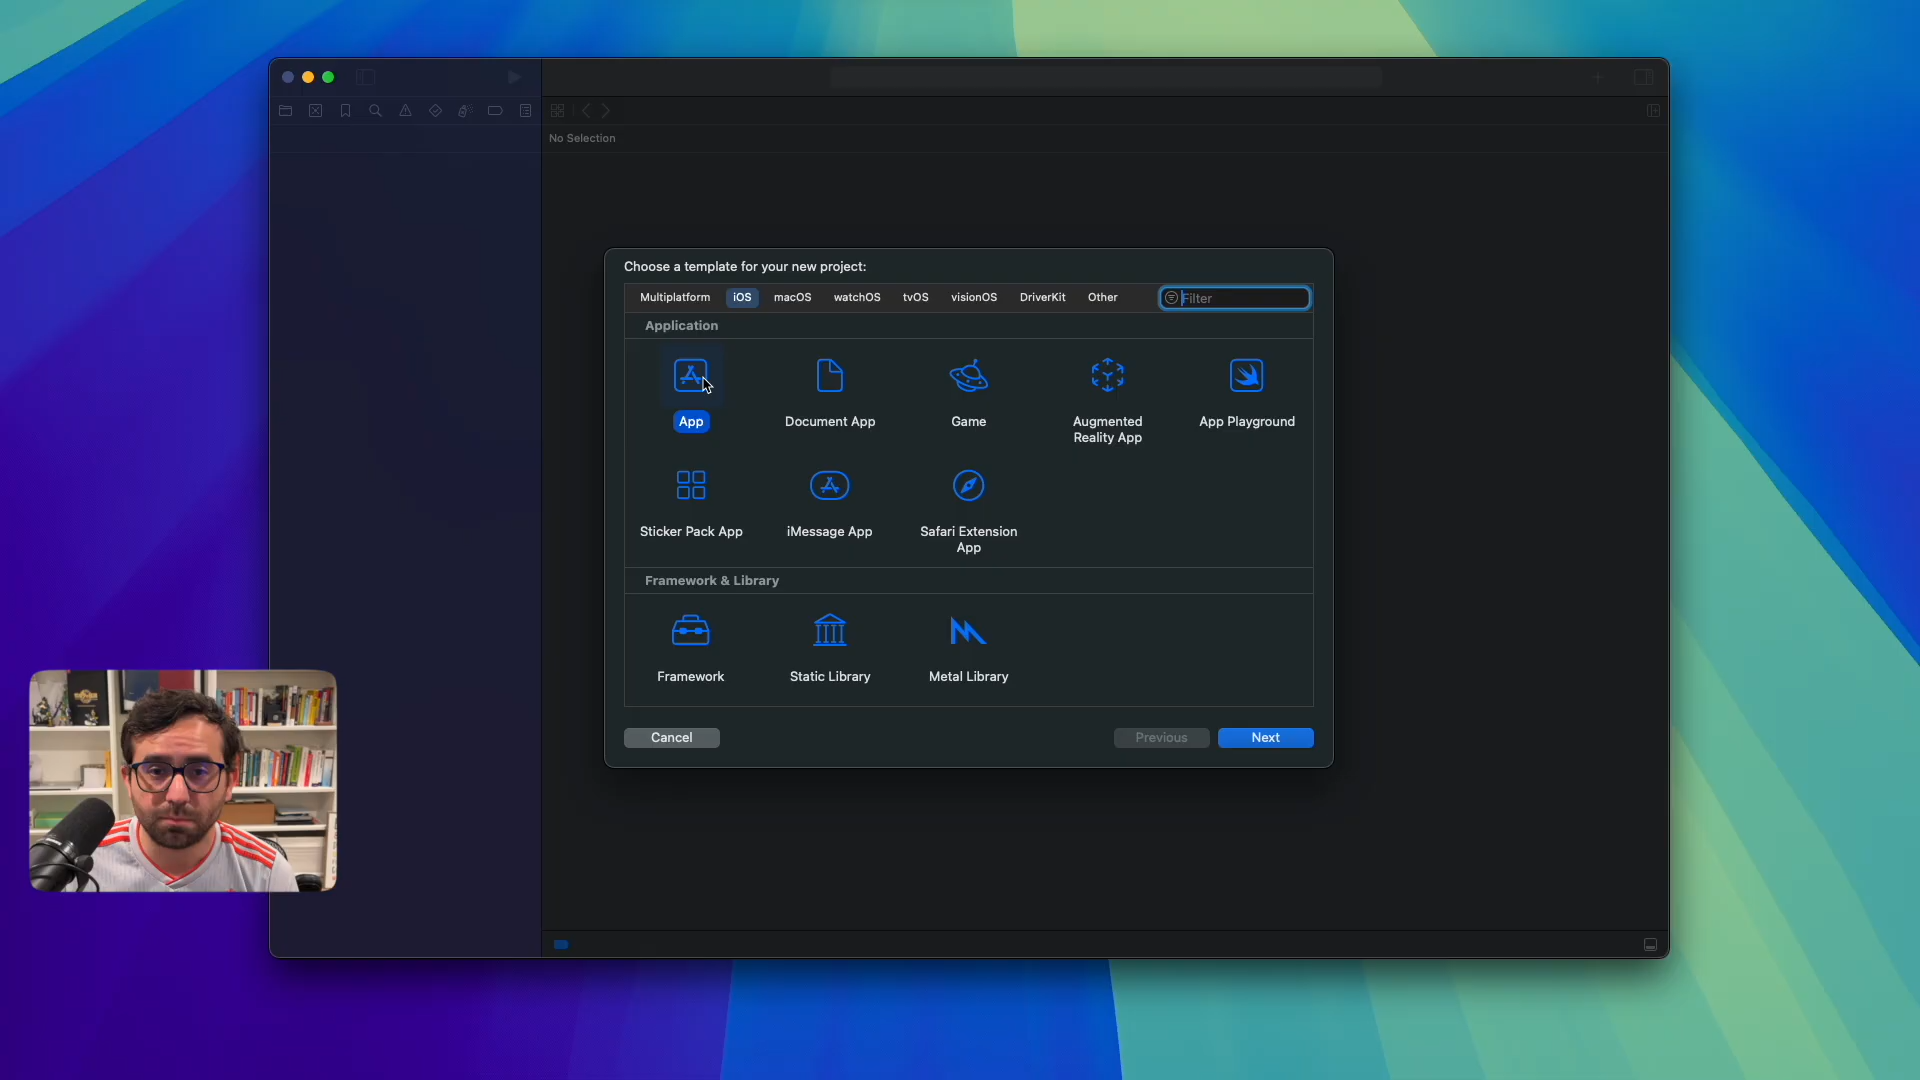 No Selection
Choose a template for your new project:
Multiplatform iOS macOS watchOS tvOS visionOS DriverKit Other Filter
Application
App Document App Game Augmented Reality App App Playground
Sticker Pack App iMessage App Safari Extension App
Framework & Library
Framework Static Library Metal Library
Cancel Previous Next